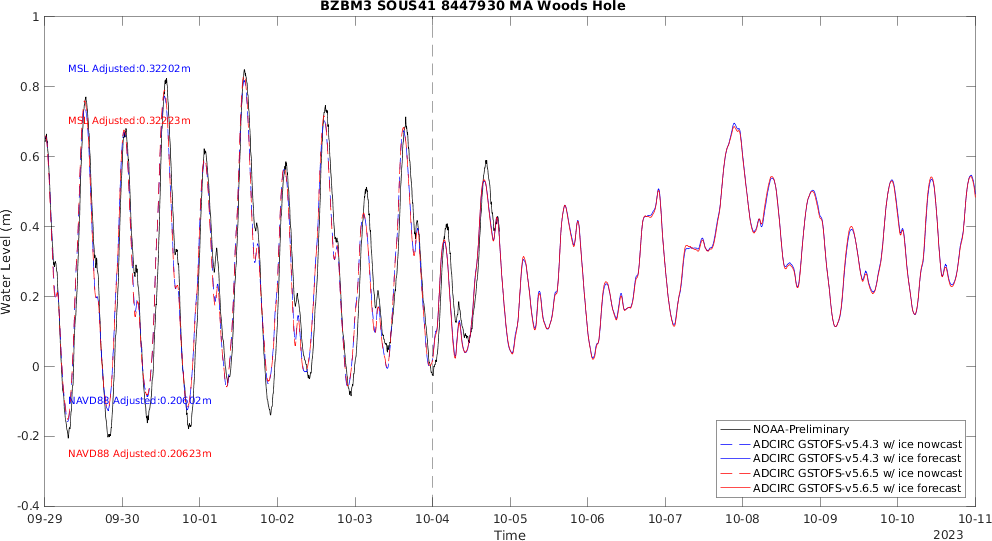 BZBM3 SOUS41 8447930 MA Woods Hole
1
0.8
0.6
0.4
0.2
0
-0.2
-0.4
Water Level (m)
MSL Adjusted:0.32202m
MSL Adjusted:0.32223m
NAVD88 Adjusted:0.20602m
NAVD88 Adjusted:0.20623m
NOAA-Preliminary
ADCIRC GSTOFS-v5.4.3 w/ ice nowcast
ADCIRC GSTOFS-v5.4.3 w/ ice forecast
ADCIRC GSTOFS-v5.6.5 w/ ice nowcast
ADCIRC GSTOFS-v5.6.5 w/ ice forecast
09-29 09-30 10-01 10-02 10-03 10-04 10-05 10-06 10-07 10-08 10-09 10-10 10-11
Time
2023